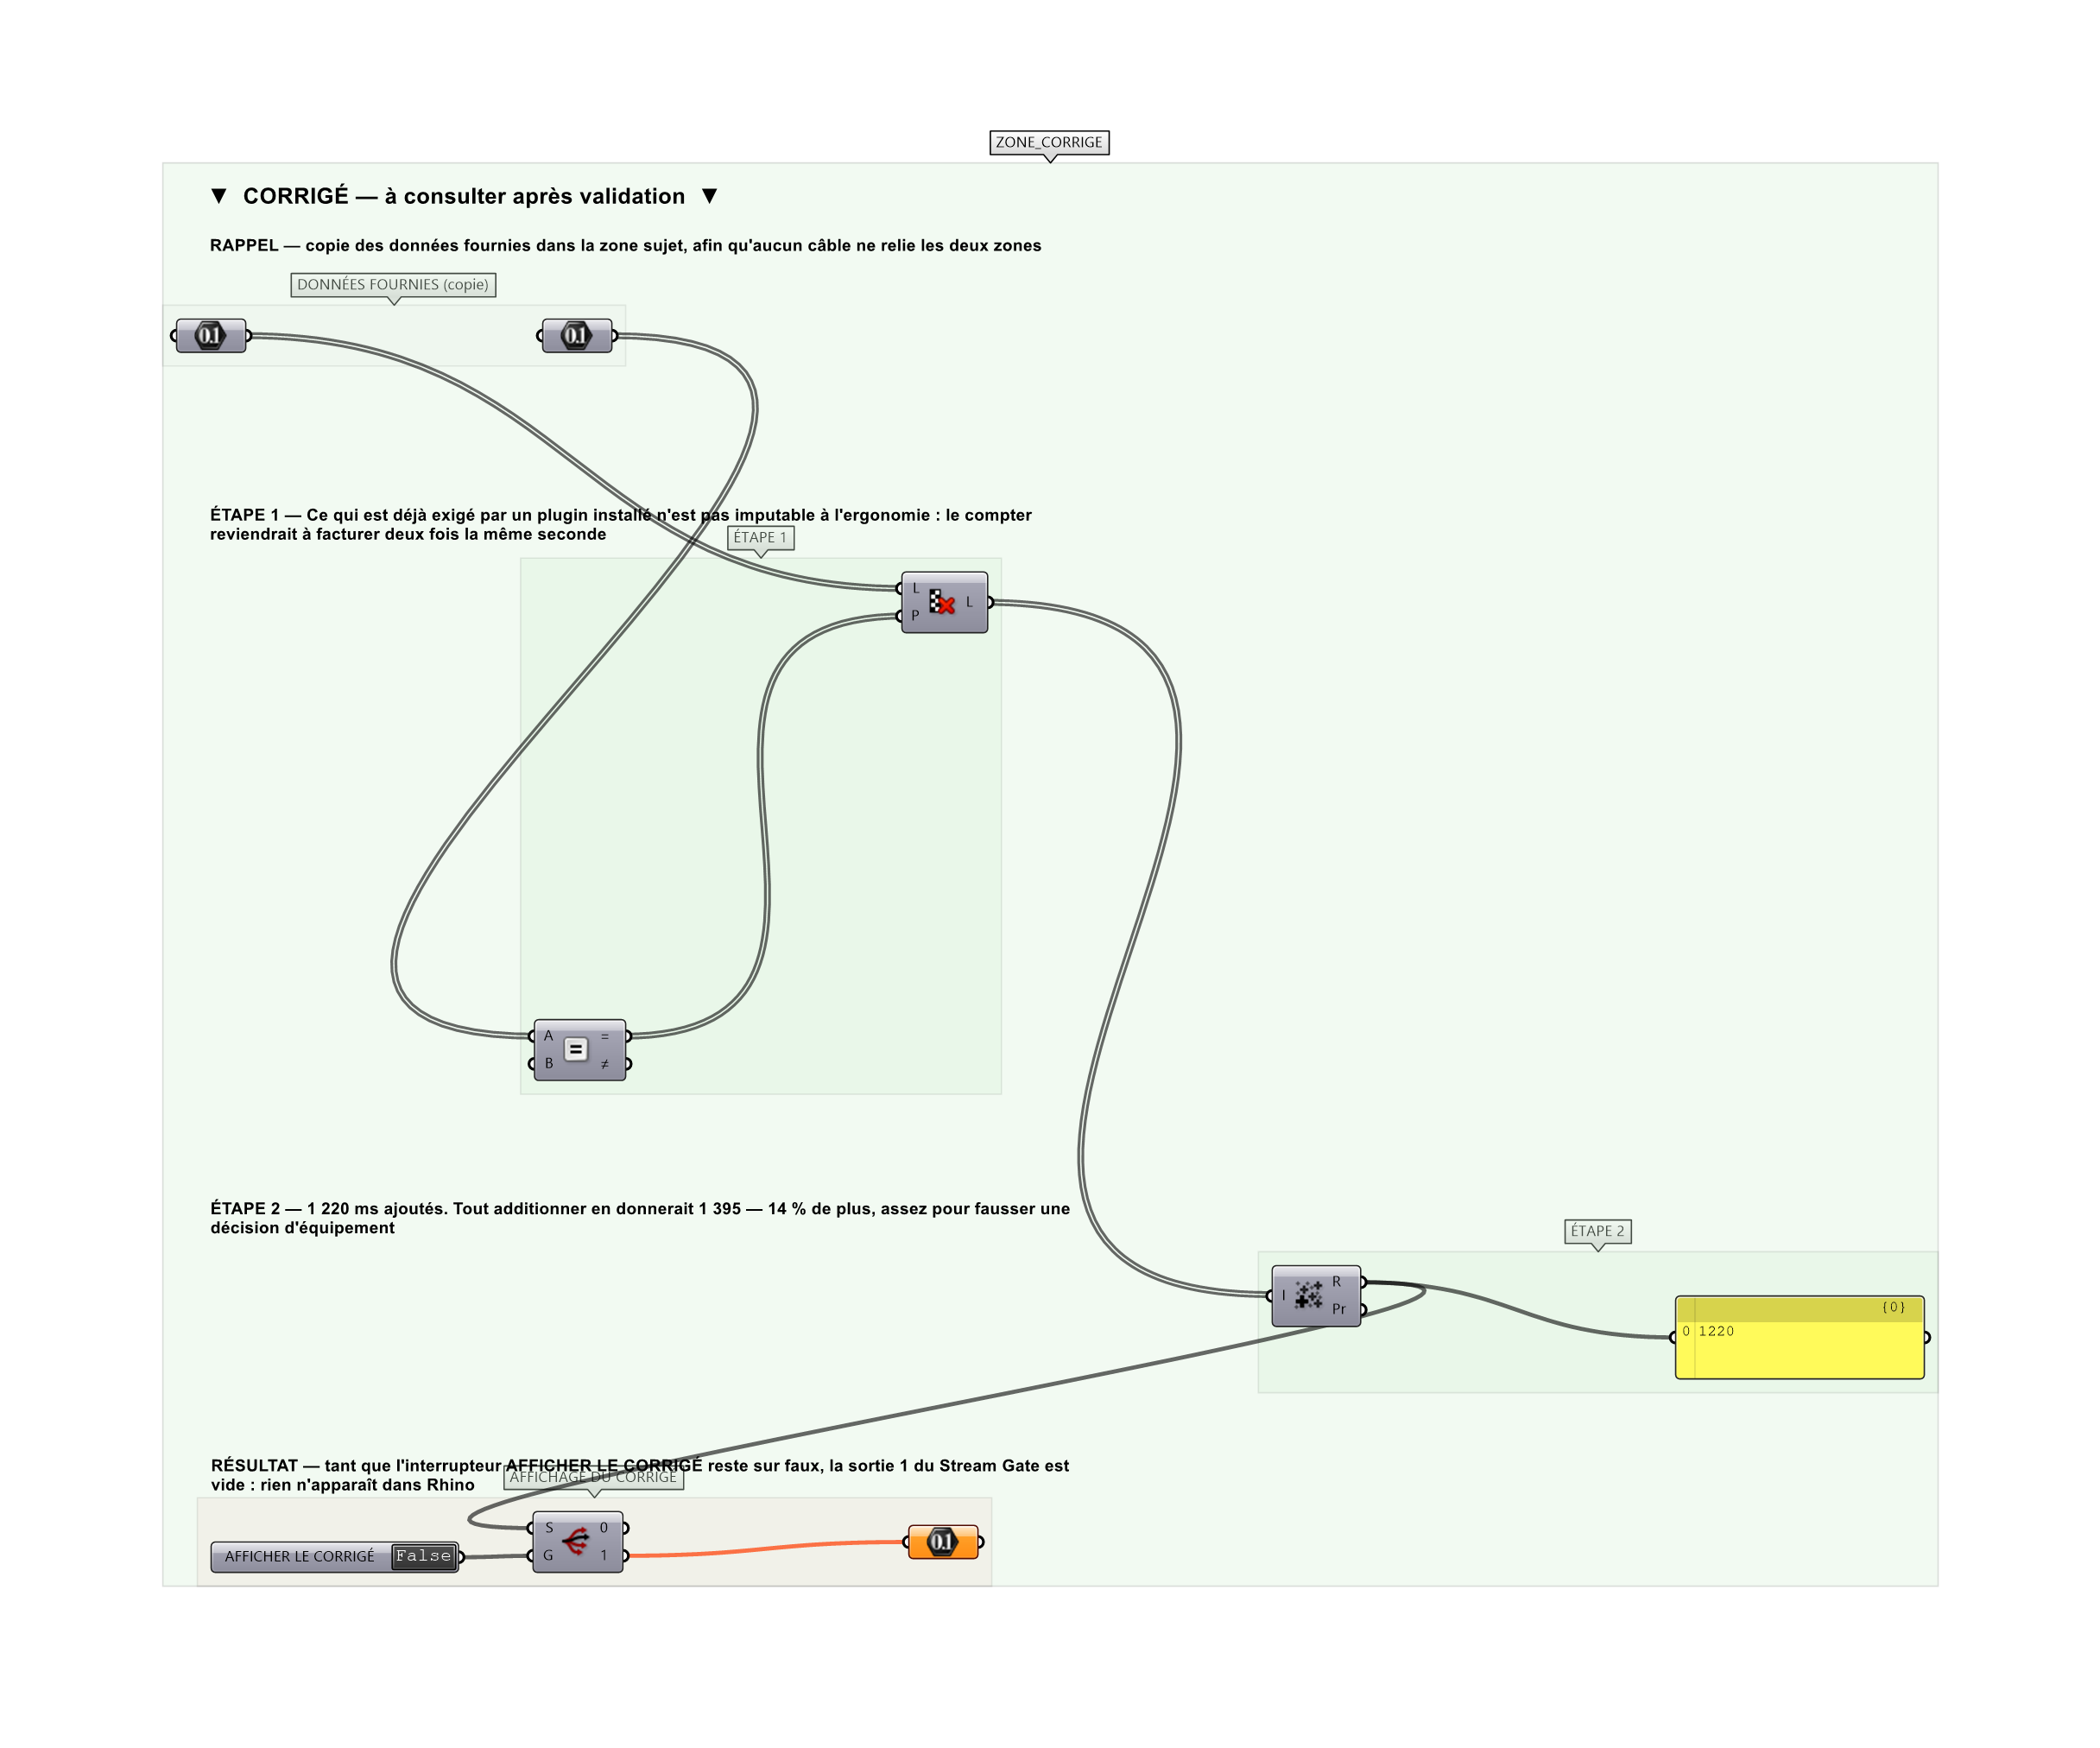 ZONE_CORRIGE
▼ CORRIGÉ — à consulter après validation ▼
RAPPEL — copie des données fournies dans la zone sujet, afin qu'aucun câble ne relie les deux zones
DONNÉES FOURNIES (copie)
0.1
0.1
ÉTAPE 1 — Ce qui est déjà exigé par un plugin installé n'est pas imputable à l'ergonomie : le compter
reviendrait à facturer deux fois la même seconde
ÉTAPE 1
L L
P
A =
B ≠
ÉTAPE 2 — 1 220 ms ajoutés. Tout additionner en donnerait 1 395 — 14 % de plus, assez pour fausser une
décision d'équipement
ÉTAPE 2
I R
Pr
{0}
0 1220
RÉSULTAT — tant que l'interrupteur AFFICHER LE CORRIGÉ reste sur faux, la sortie 1 du Stream Gate est
vide : rien n'apparaît dans Rhino
AFFICHAGE DU CORRIGÉ
AFFICHER LE CORRIGÉ False
S 0
G 1
0.1